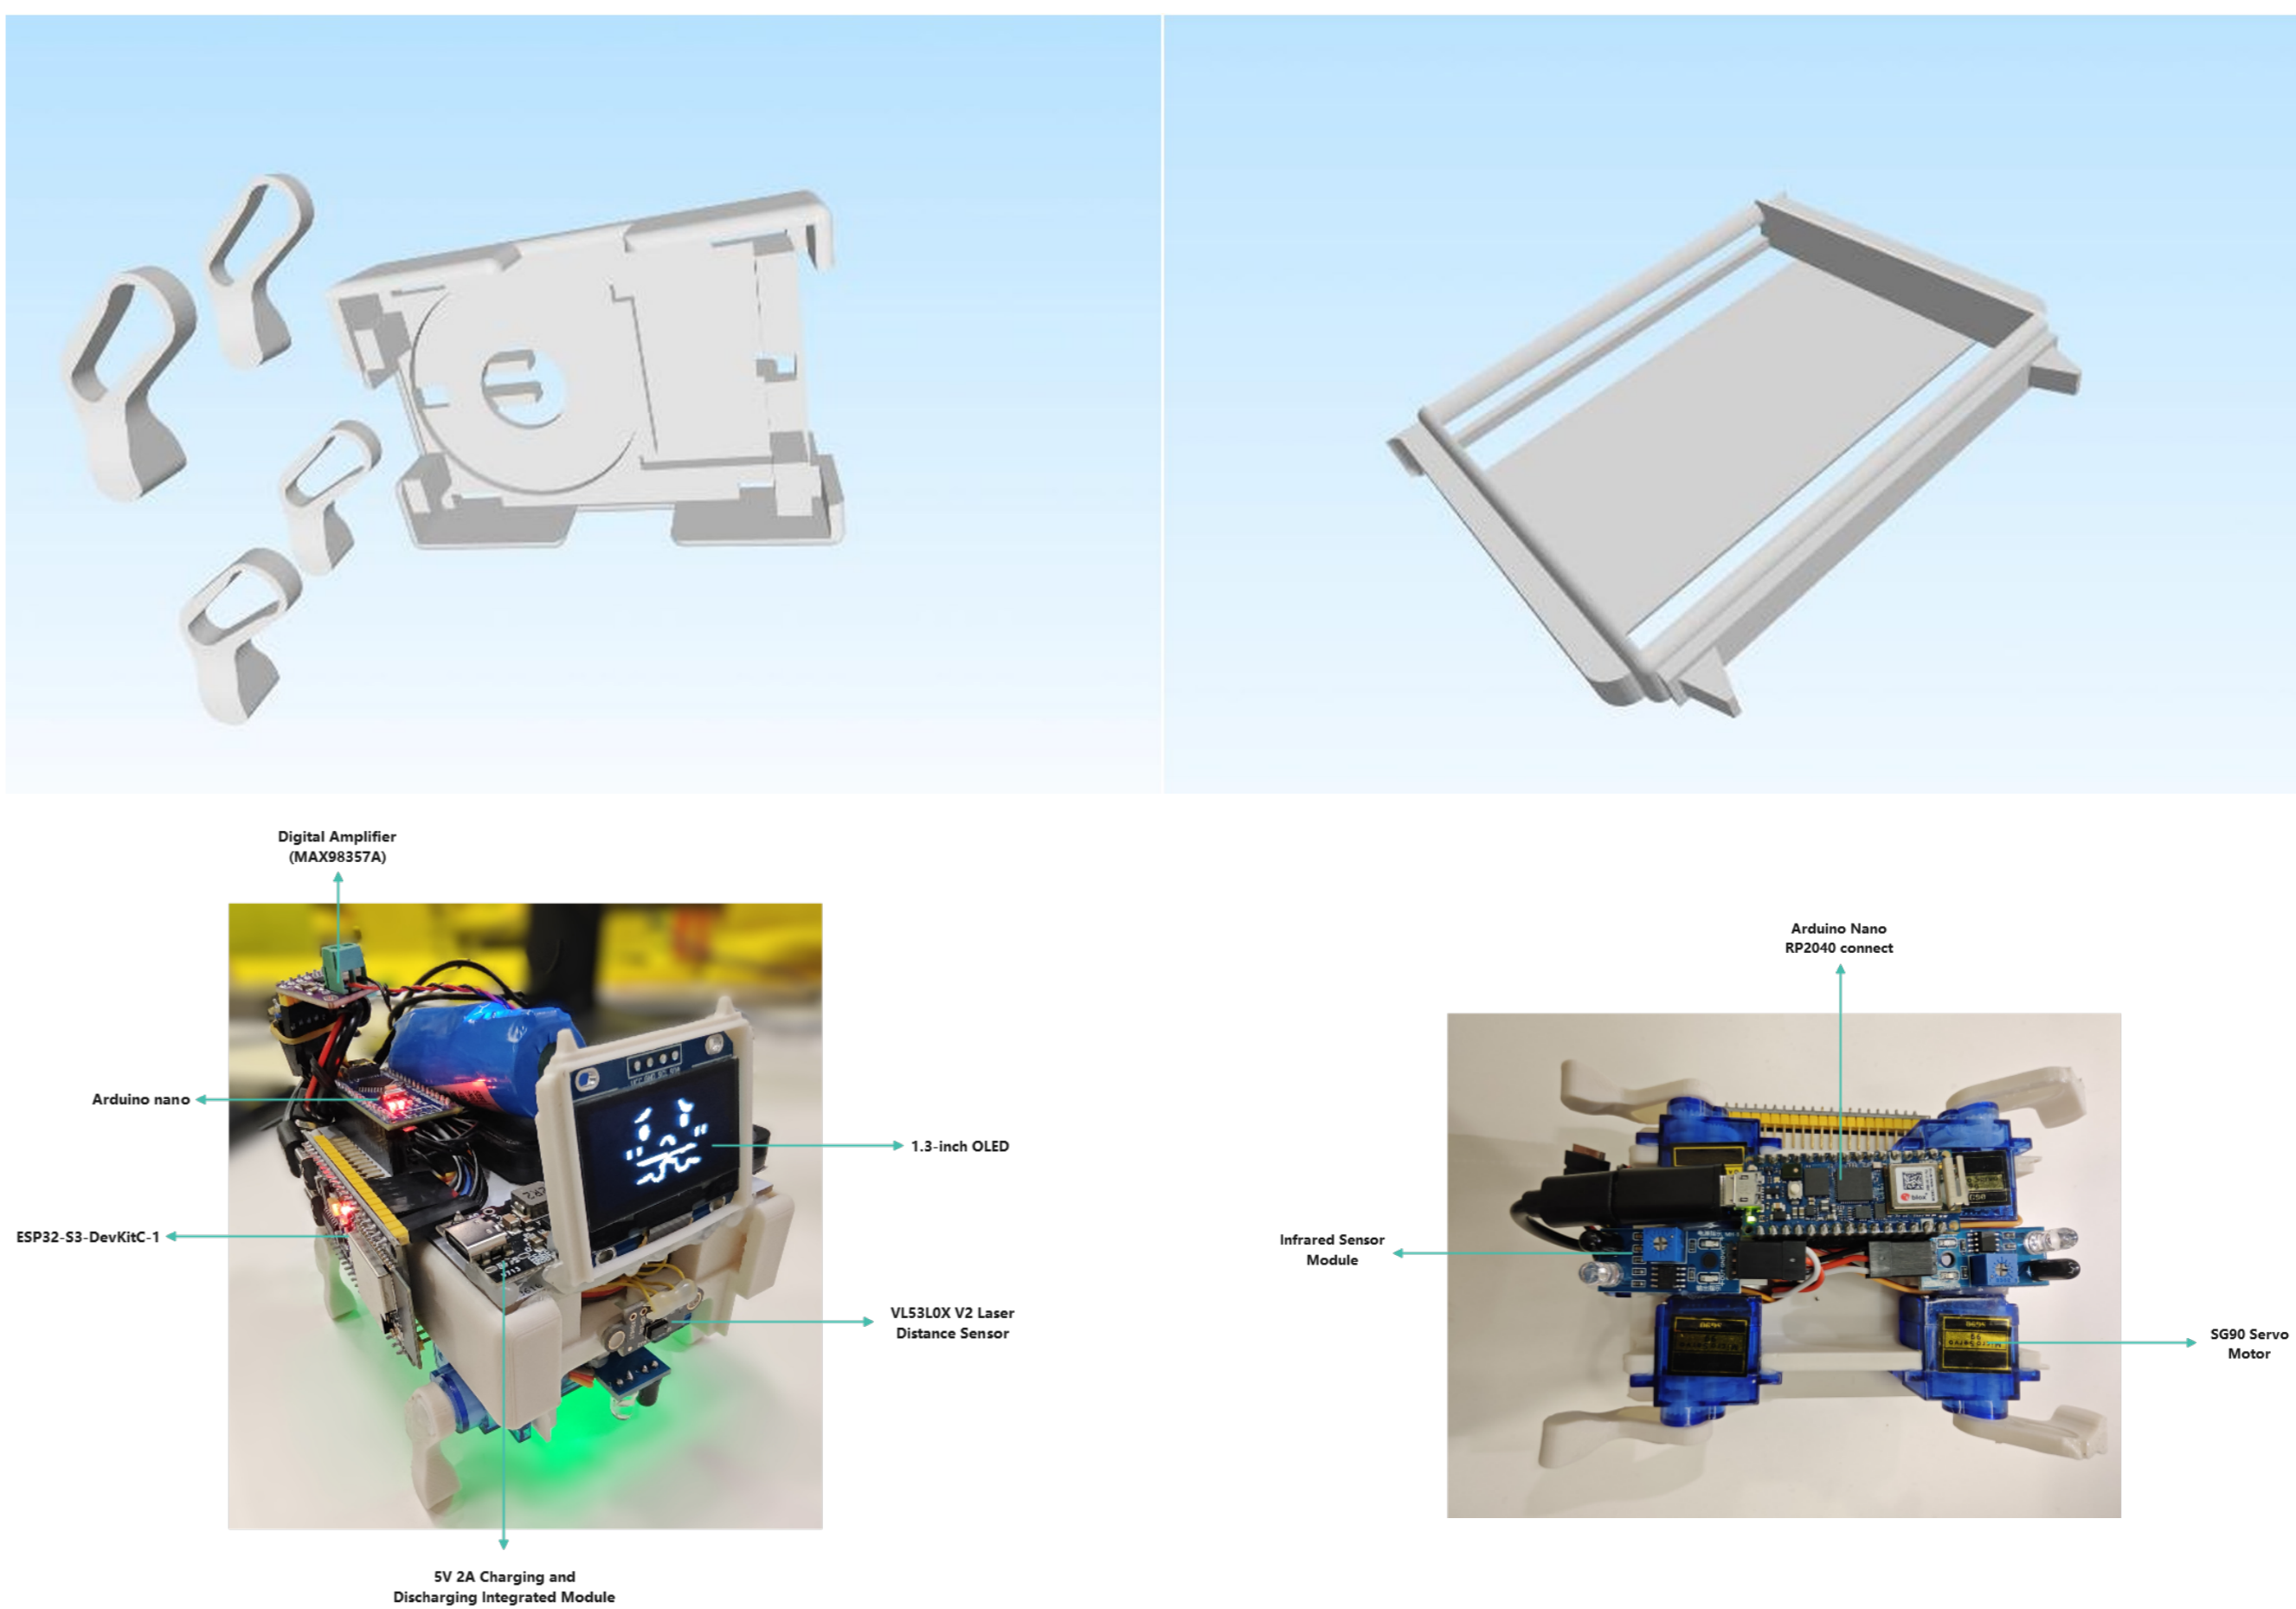 Digital Amplifier
(MAX98357A)
Arduino nano
ESP32-S3-DevKitC-1
1.3-inch OLED
VL53L0X V2 Laser
Distance Sensor
5V 2A Charging and
Discharging Integrated Module
Arduino Nano
RP2040 connect
Infrared Sensor
Module
SG90 Servo
Motor